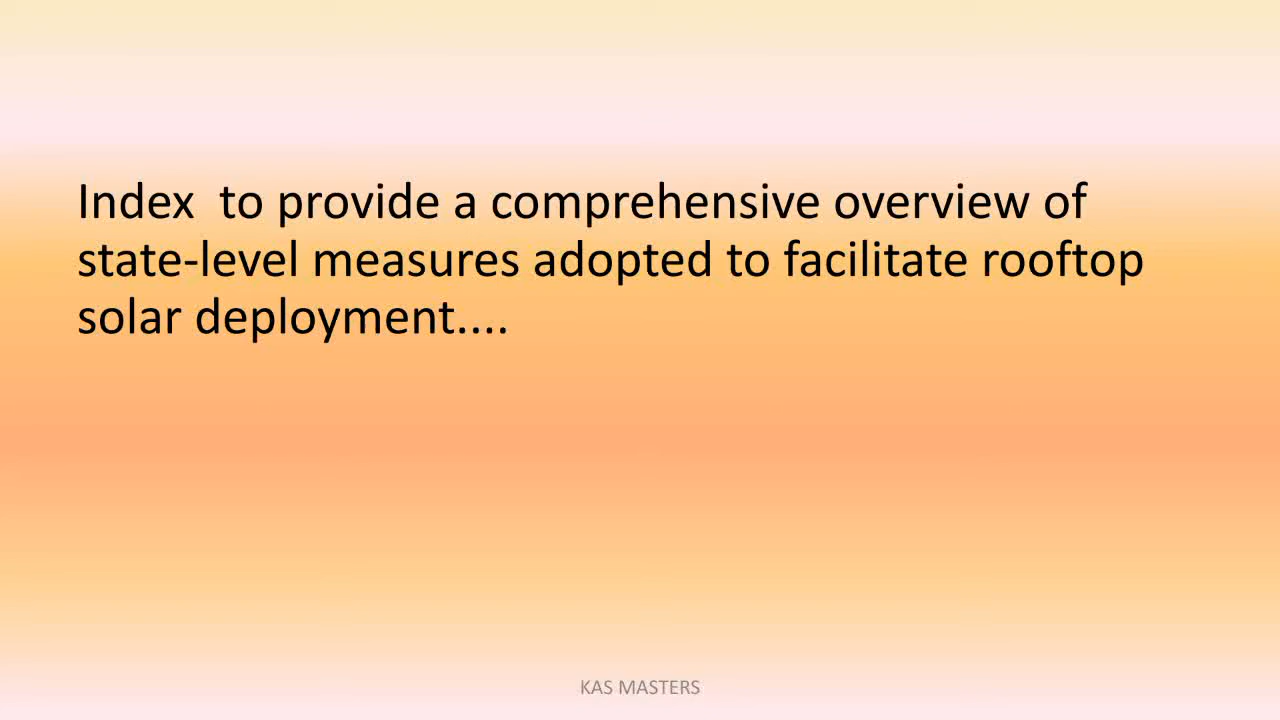 Index  to provide a comprehensive overview of
state-level measures adopted to facilitate rooftop
solar deployment....
KAS MASTERS